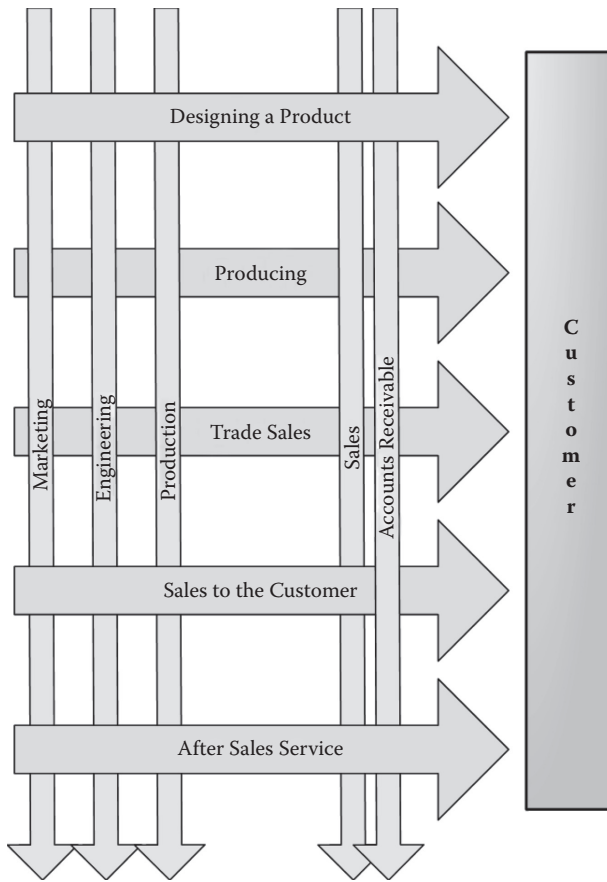 Designing a Product
Producing
Trade Sales
Sales to the Customer
After Sales Service
Marketing
Engineering
Production
Sales
Accounts Receivable
Customer